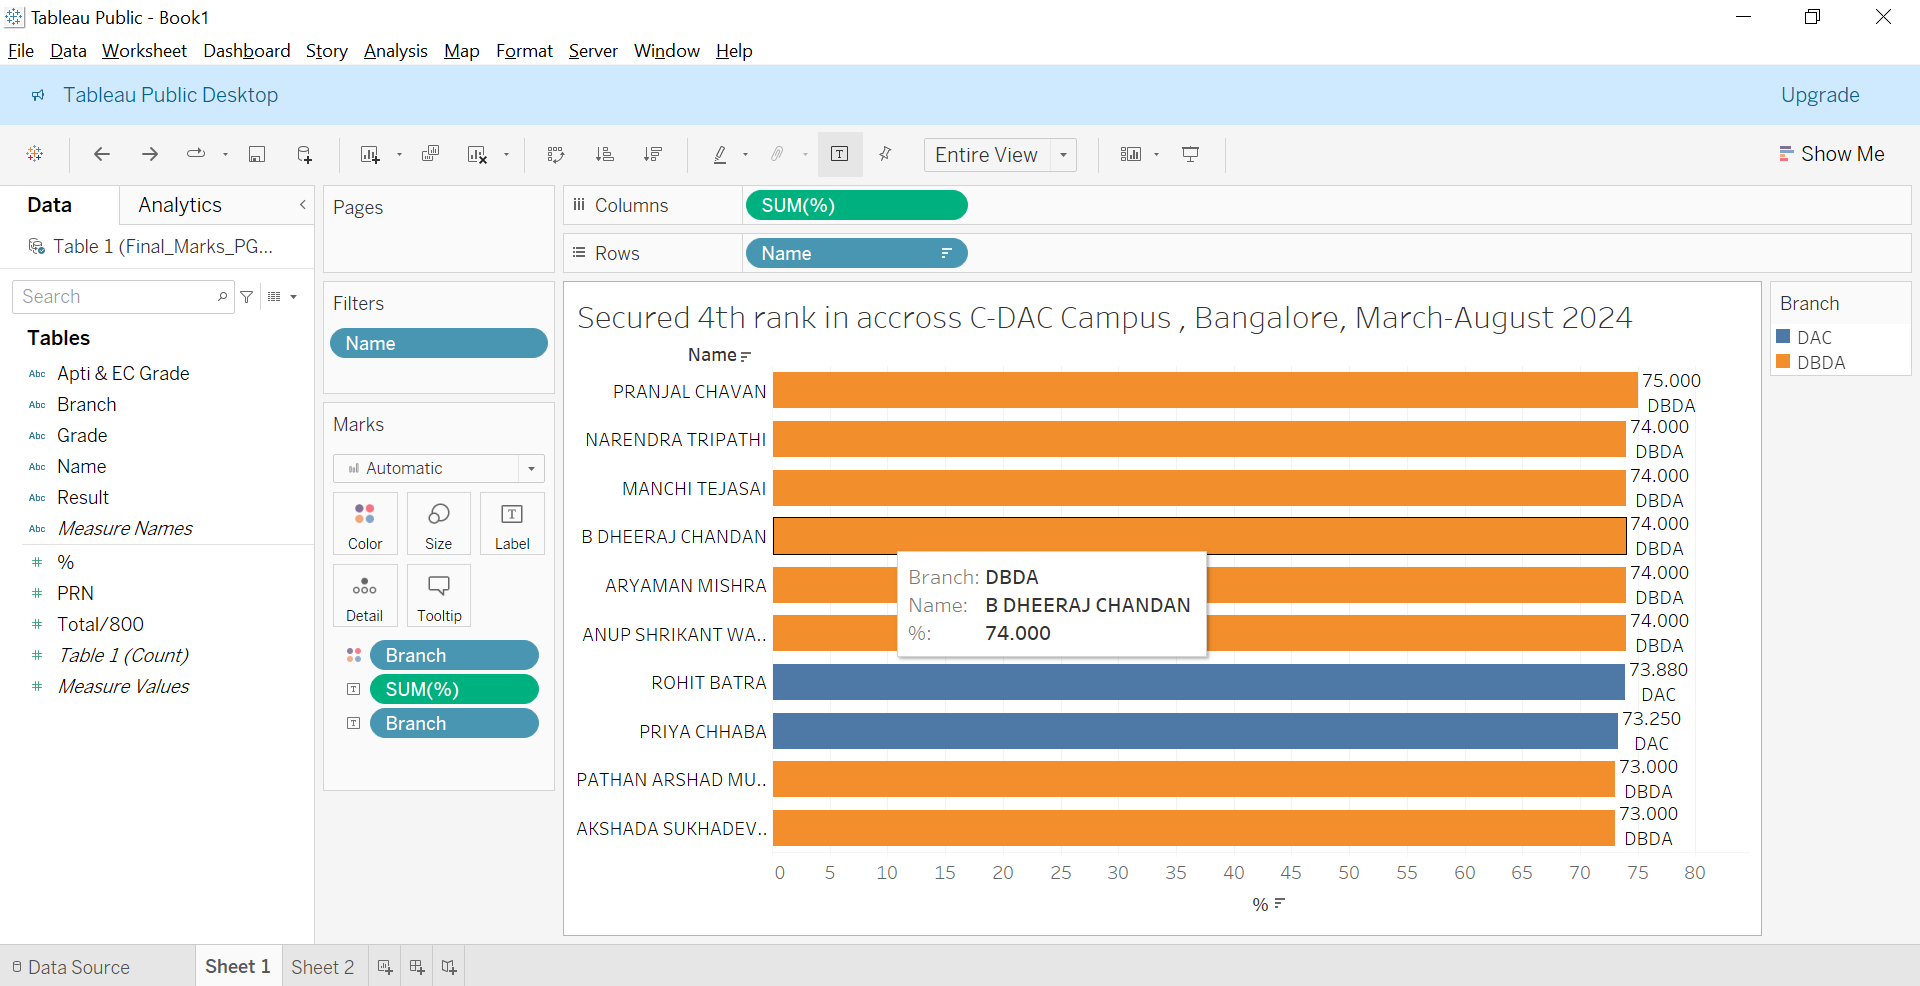 Tableau Public - Book1
File Data Worksheet Dashboard Story Analysis Map Format Server Window Help
Tableau Public Desktop
Upgrade
Entire View
Show Me
Data
Analytics
Table 1 (Final_Marks_PG...
Search
Tables
Abc Apti & EC Grade
Abc Branch
Abc Grade
Abc Name
Abc Result
Abc Measure Names
# %
# PRN
# Total/800
# Table 1 (Count)
# Measure Values
Pages
Filters
Name
Marks
Automatic
Color
Size
T
Label
Detail
Tooltip
Branch
T SUM(%)
T Branch
Columns
SUM(%)
Rows
Name
Secured 4th rank in accross C-DAC Campus , Bangalore, March-August 2024
Name
PRANJAL CHAVAN
75.000
DBDA
NARENDRA TRIPATHI
74.000
DBDA
MANCHI TEJASAI
74.000
DBDA
B DHEERAJ CHANDAN
74.000
DBDA
Branch: DBDA
Name: B DHEERAJ CHANDAN
%: 74.000
ARYAMAN MISHRA
74.000
DBDA
ANUP SHRIKANT WA..
74.000
DBDA
ROHIT BATRA
73.880
DAC
PRIYA CHHABA
73.250
DAC
PATHAN ARSHAD MU..
73.000
DBDA
AKSHADA SUKHADEV..
73.000
DBDA
0 5 10 15 20 25 30 35 40 45 50 55 60 65 70 75 80
%
Branch
DAC
DBDA
Data Source
Sheet 1
Sheet 2